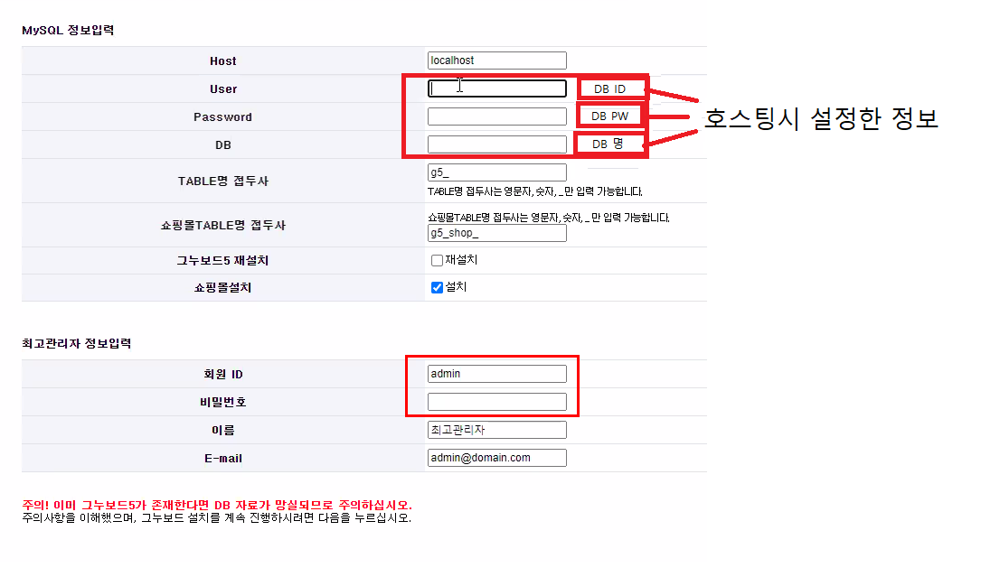 MySQL 정보입력
Host localhost
User DB ID
Password DB PW
호스팅시 설정한 정보
DB DB 명
TABLE명 접두사 g5_
TABLE명 접두사는 영문자, 숫자, _ 만 입력 가능합니다.
쇼핑몰TABLE명 접두사 쇼핑몰TABLE명 접두사는 영문자, 숫자, _ 만 입력 가능합니다.
g5_shop_
그누보드5 재설치 재설치
쇼핑몰설치 설치
최고관리자 정보입력
회원 ID admin
비밀번호
이름 최고관리자
E-mail admin@domain.com
주의! 이미 그누보드5가 존재한다면 DB 자료가 망실되므로 주의하십시오.
주의사항을 이해했으며, 그누보드 설치를 계속 진행하시려면 다음을 누르십시오.